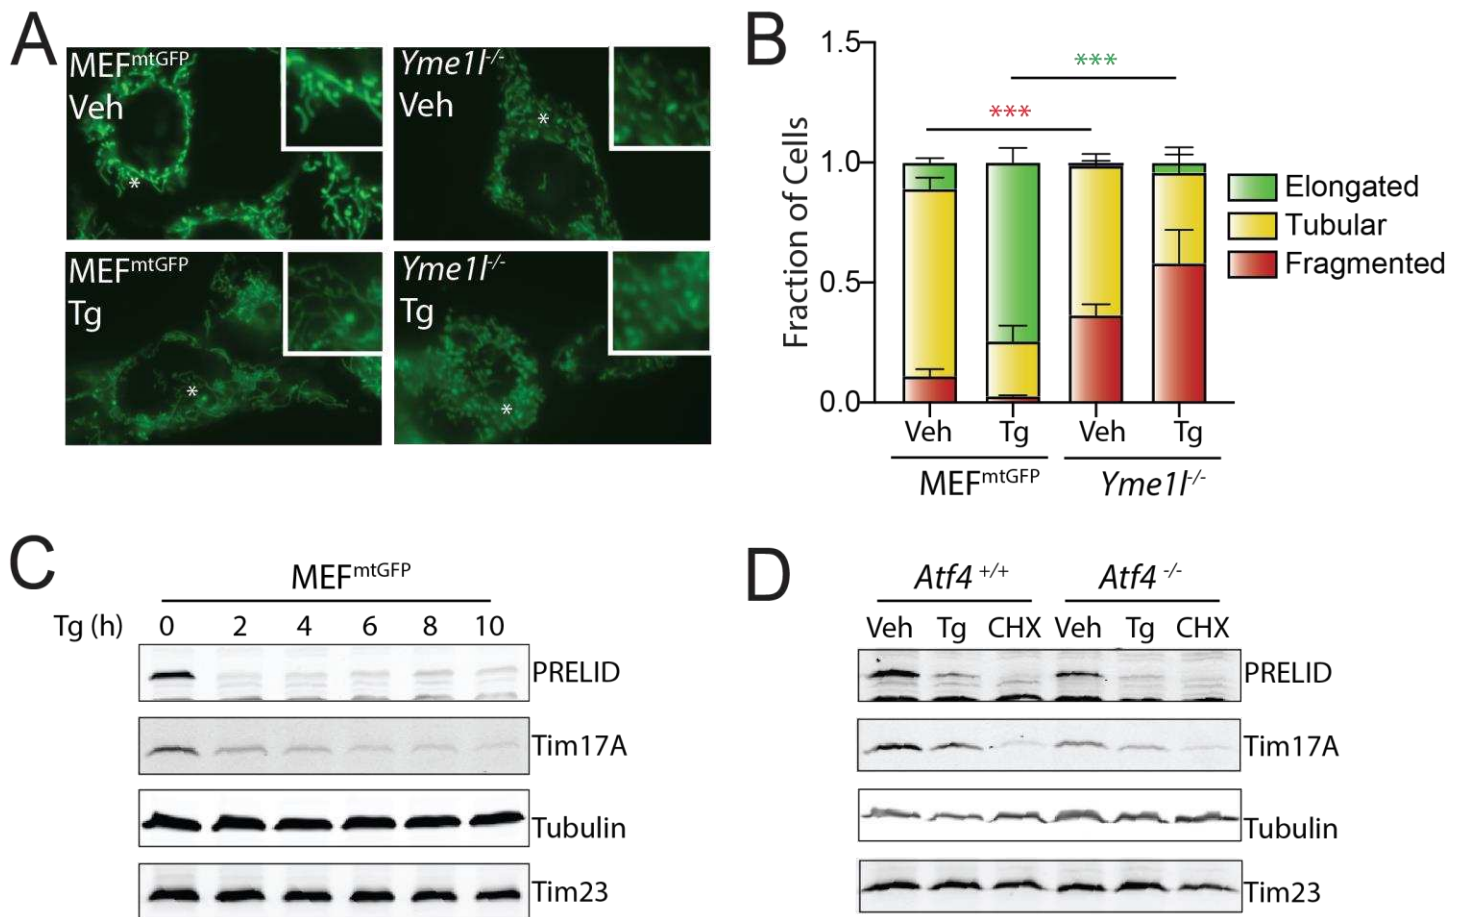 A
MEFmtGFP
Veh
*
Yme1l-/-
Veh
*
MEFmtGFP
Tg
*
Yme1l-/-
Tg
*
B
Fraction of Cells
1.5
1.0
0.5
0.0
***
***
Elongated
Tubular
Fragmented
Veh Tg Veh Tg
MEFmtGFP Yme1l-/-
C
MEFmtGFP
Tg (h) 0 2 4 6 8 10
PRELID
Tim17A
Tubulin
Tim23
D
Atf4 +/+ Atf4 -/-
Veh Tg CHX Veh Tg CHX
PRELID
Tim17A
Tubulin
Tim23